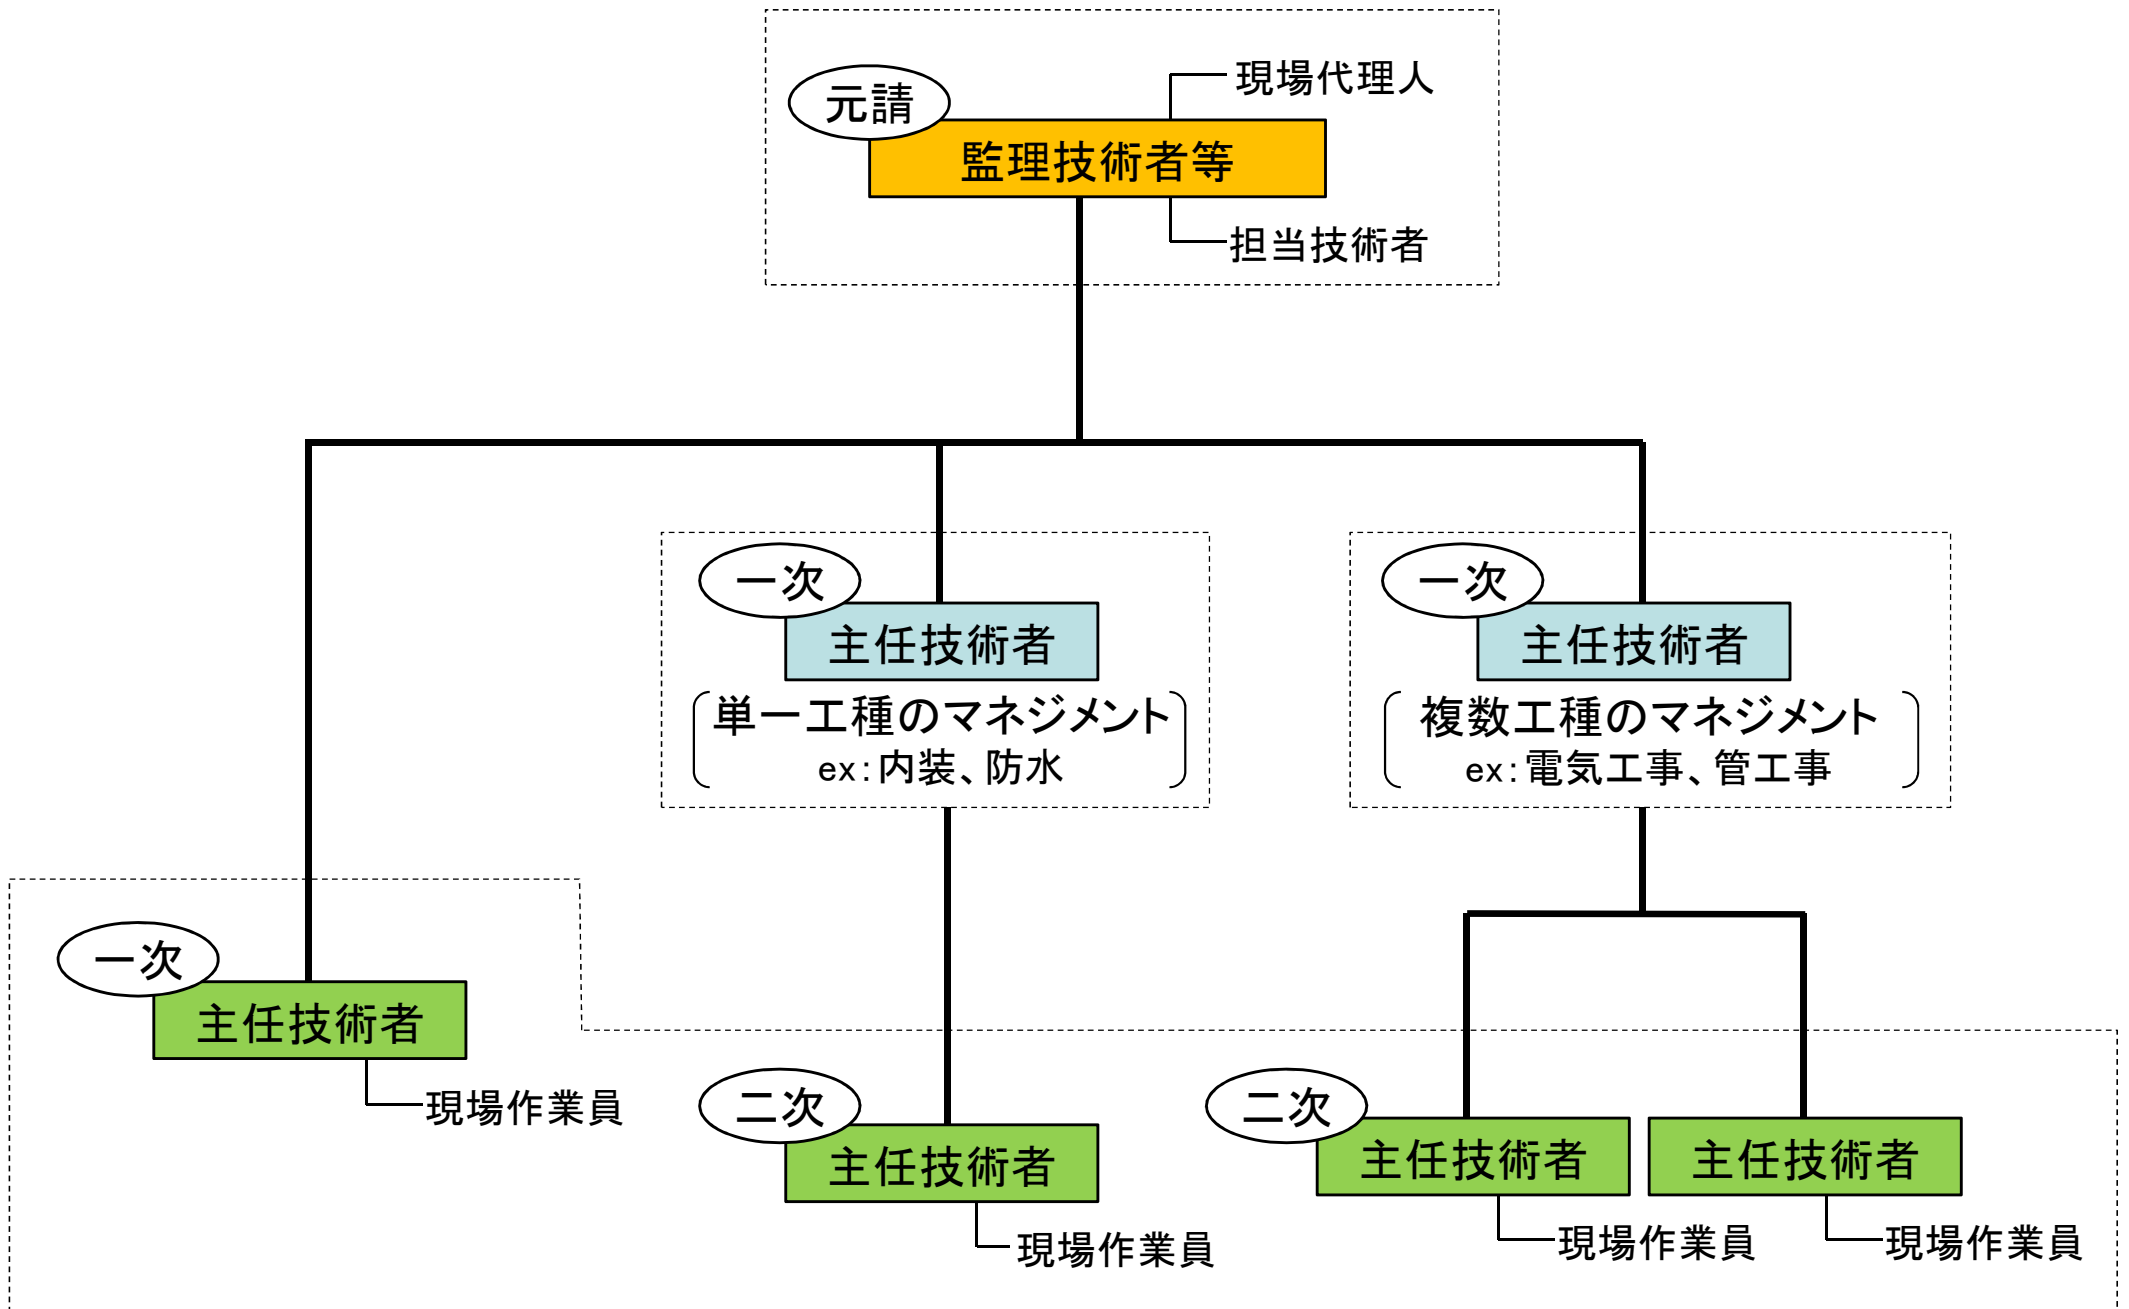 現場代理人
元請
監理技術者等
担当技術者
一次
主任技術者
単一工種のマネジメント
ex:内装、防水
一次
主任技術者
複数工種のマネジメント
ex:電気工事、管工事
一次
主任技術者
現場作業員
二次
主任技術者
現場作業員
二次
主任技術者
現場作業員
主任技術者
現場作業員